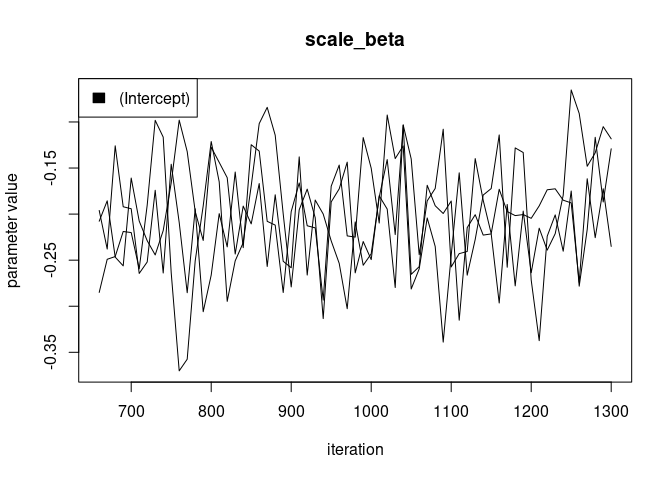 scale_beta
(Intercept)
-0.15
-0.25
-0.35
parameter value
700 800 900 1000 1100 1200 1300
iteration